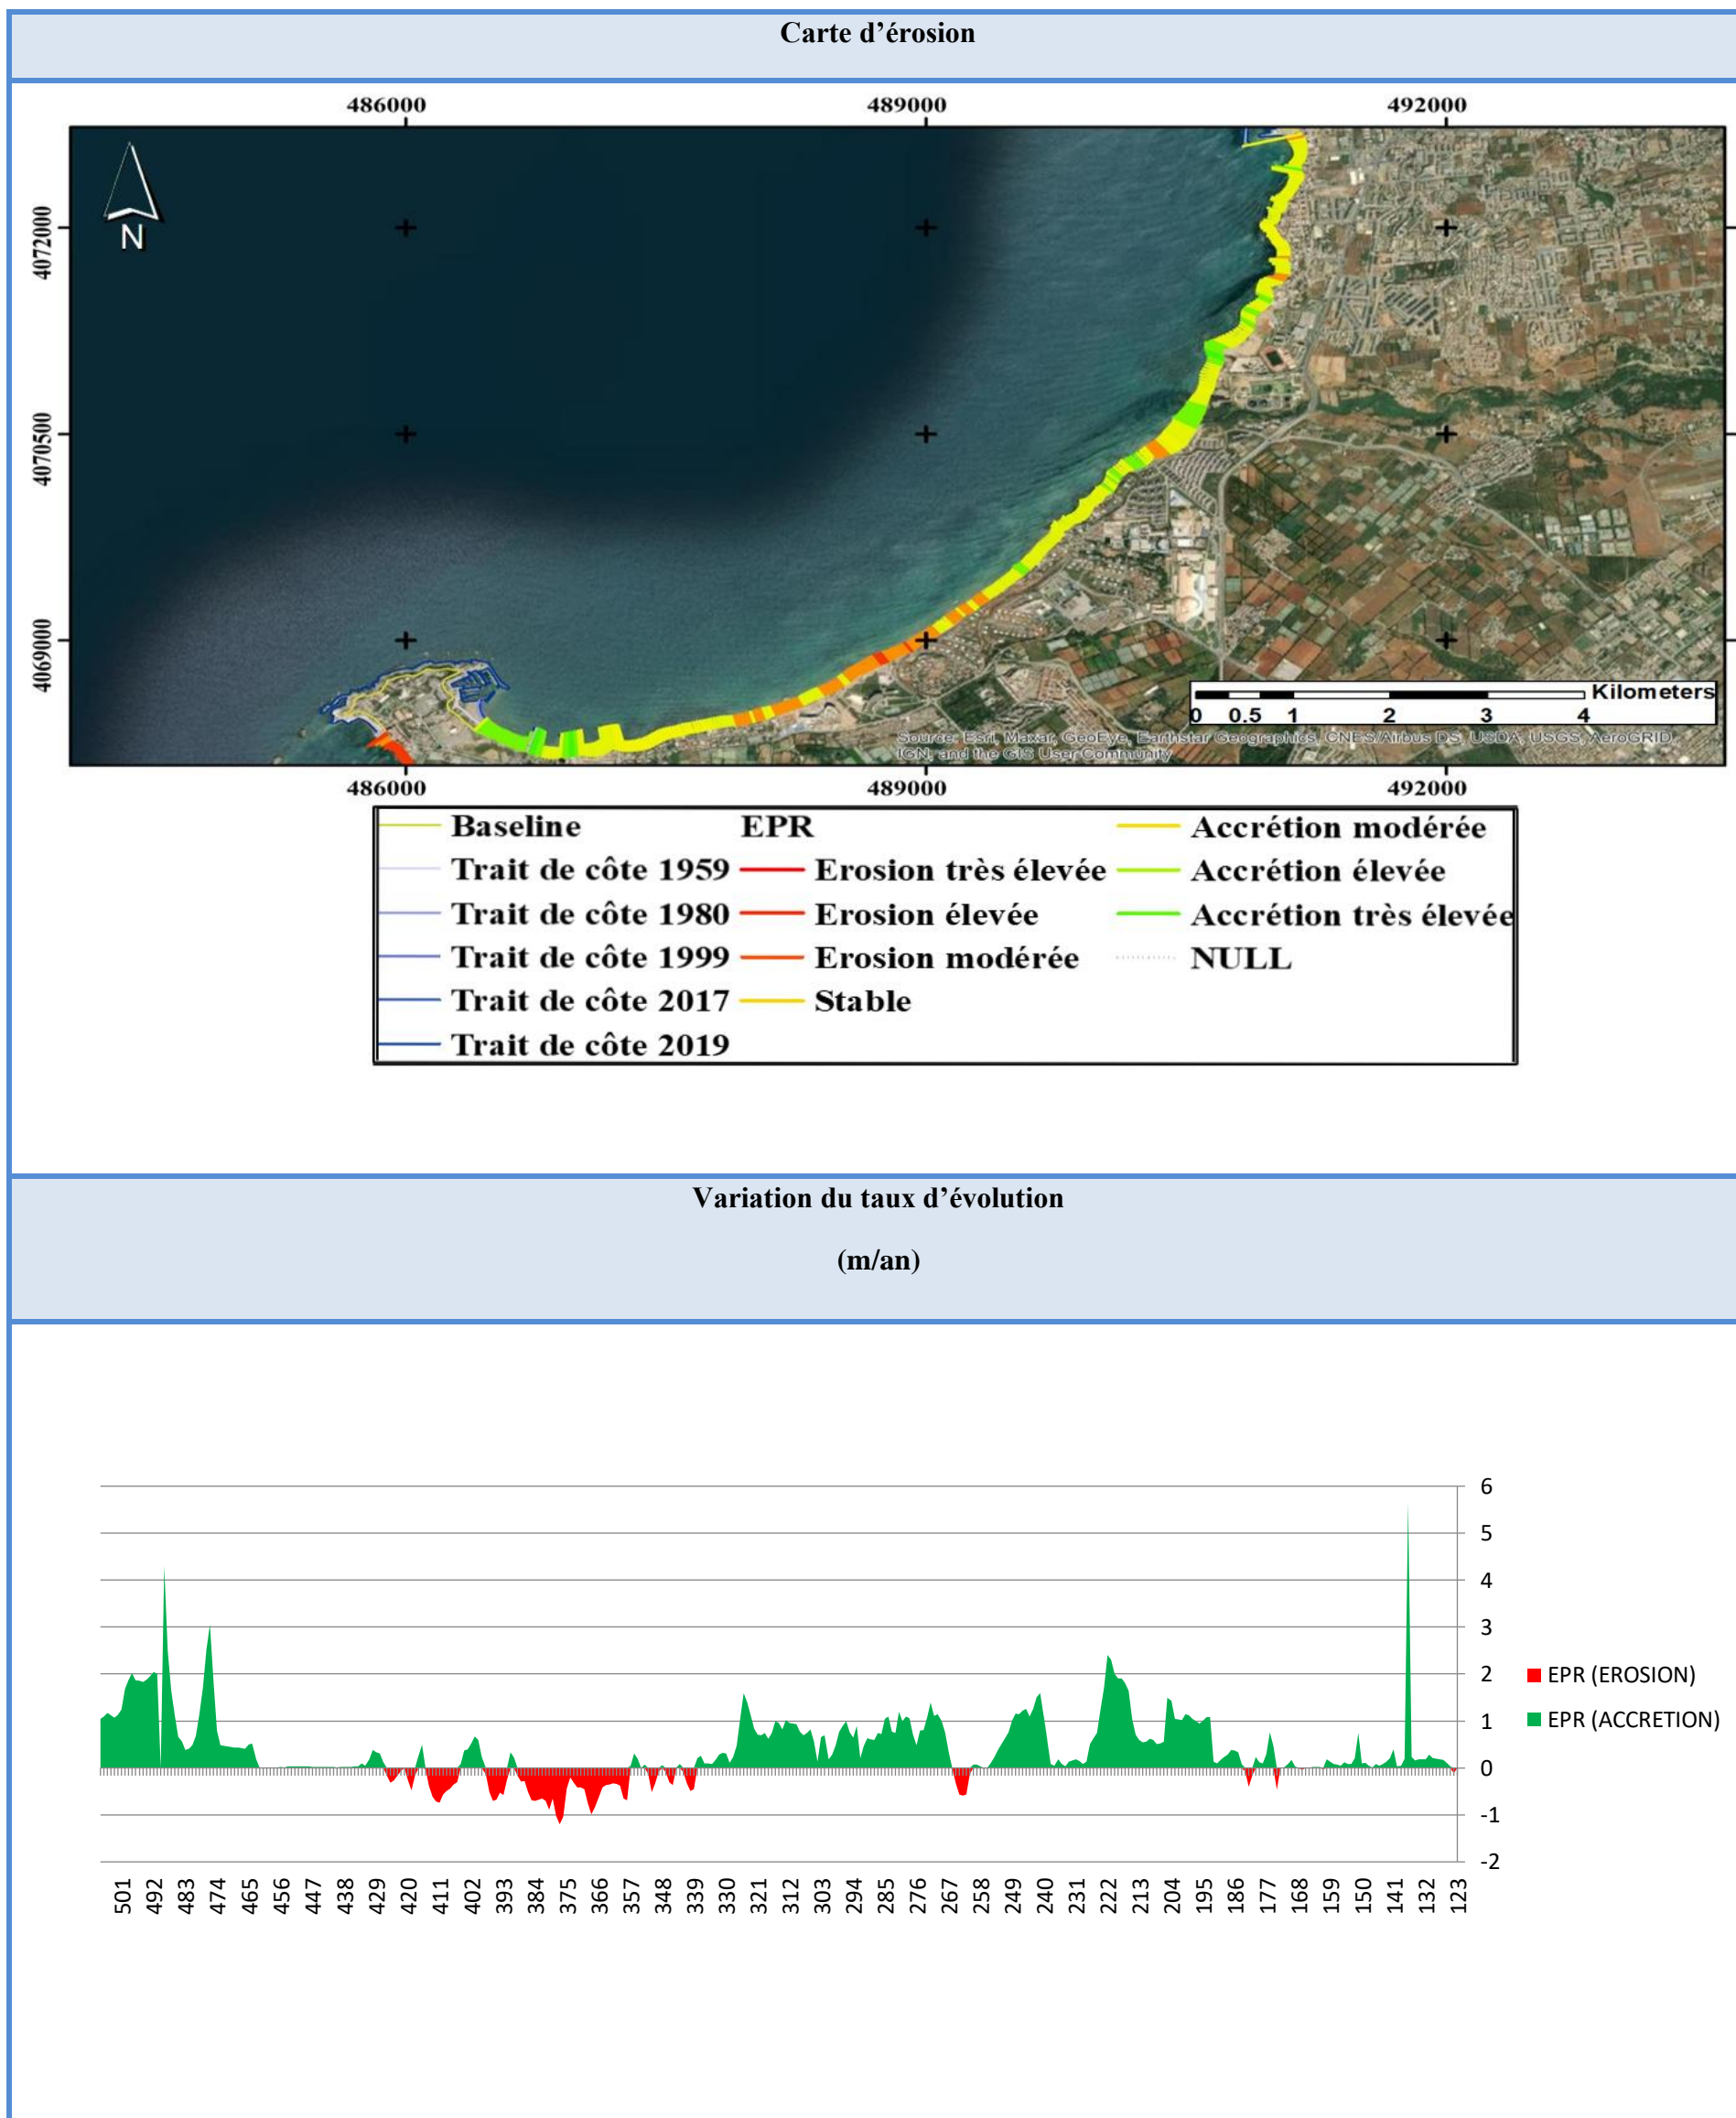 Carte d’érosion
486000 489000 492000
4072000
4070500
4069000
N
Kilometers
0 0.5 1 2 3 4
Source: Esri, Maxar, GeoEye, Earthstar Geographics, CNES/Airbus DS, USDA, USGS, AeroGRID,
IGN, and the GIS User Community
486000 489000 492000
Baseline EPR Accrétion modérée
Trait de côte 1959 Erosion très élevée Accrétion élevée
Trait de côte 1980 Erosion élevée Accrétion très élevée
Trait de côte 1999 Erosion modérée NULL
Trait de côte 2017 Stable
Trait de côte 2019
Variation du taux d’évolution
(m/an)
6
5
4
3
2
1
0
-1
-2
EPR (EROSION)
EPR (ACCRETION)
501 492 483 474 465 456 447 438 429 420 411 402 393 384 375 366 357 348 339 330 321 312 303 294 285 276 267 258 249 240 231 222 213 204 195 186 177 168 159 150 141 132 123